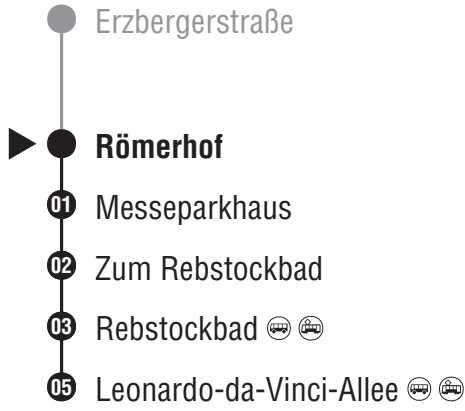 Erzbergerstraße
Römerhof
01 Messeparkhaus
02 Zum Rebstockbad
03 Rebstockbad
05 Leonardo-da-Vinci-Allee